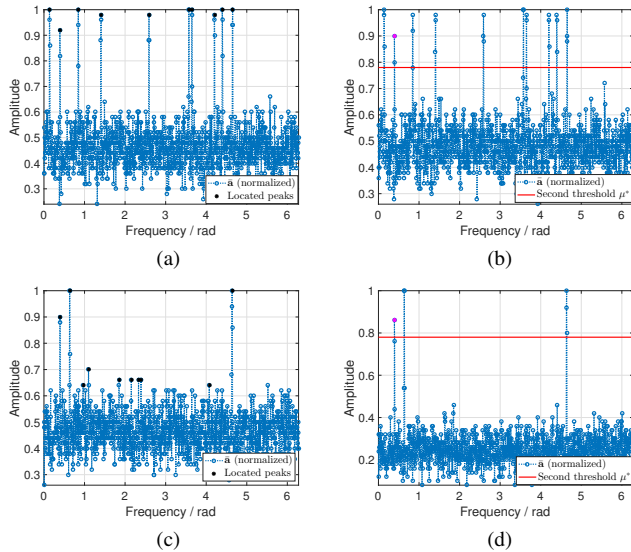 1
0.9
0.8
0.7
0.6
0.5
0.4
0.3
Amplitude
0 1 2 3 4 5 6
Frequency / rad
ā (normalized)
Located peaks
(a)
1
0.9
0.8
0.7
0.6
0.5
0.4
0.3
Amplitude
0 1 2 3 4 5 6
Frequency / rad
ā (normalized)
Second threshold μ*
(b)
1
0.9
0.8
0.7
0.6
0.5
0.4
0.3
Amplitude
0 1 2 3 4 5 6
Frequency / rad
ā (normalized)
Located peaks
(c)
1
0.8
0.6
0.4
0.2
Amplitude
0 1 2 3 4 5 6
Frequency / rad
ā (normalized)
Second threshold μ*
(d)